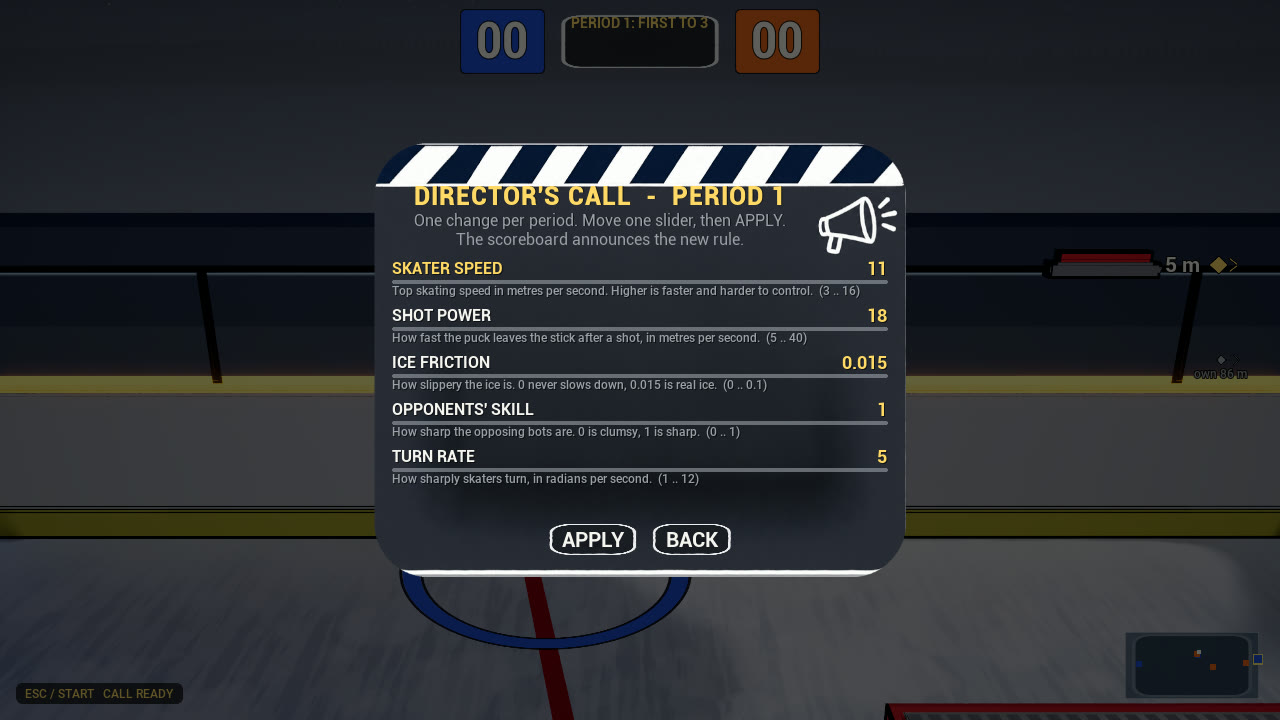 00
PERIOD 1: FIRST TO 3
00
DIRECTOR'S CALL - PERIOD 1
One change per period. Move one slider, then APPLY.
The scoreboard announces the new rule.
SKATER SPEED 11
Top skating speed in metres per second. Higher is faster and harder to control. (3 .. 16)
SHOT POWER 18
How fast the puck leaves the stick after a shot, in metres per second. (5 .. 40)
ICE FRICTION 0.015
How slippery the ice is. 0 never slows down, 0.015 is real ice. (0 .. 0.1)
OPPONENTS' SKILL 1
How sharp the opposing bots are. 0 is clumsy, 1 is sharp. (0 .. 1)
TURN RATE 5
How sharply skaters turn, in radians per second. (1 .. 12)
APPLY BACK
5 m
own 86 m
ESC / START CALL READY